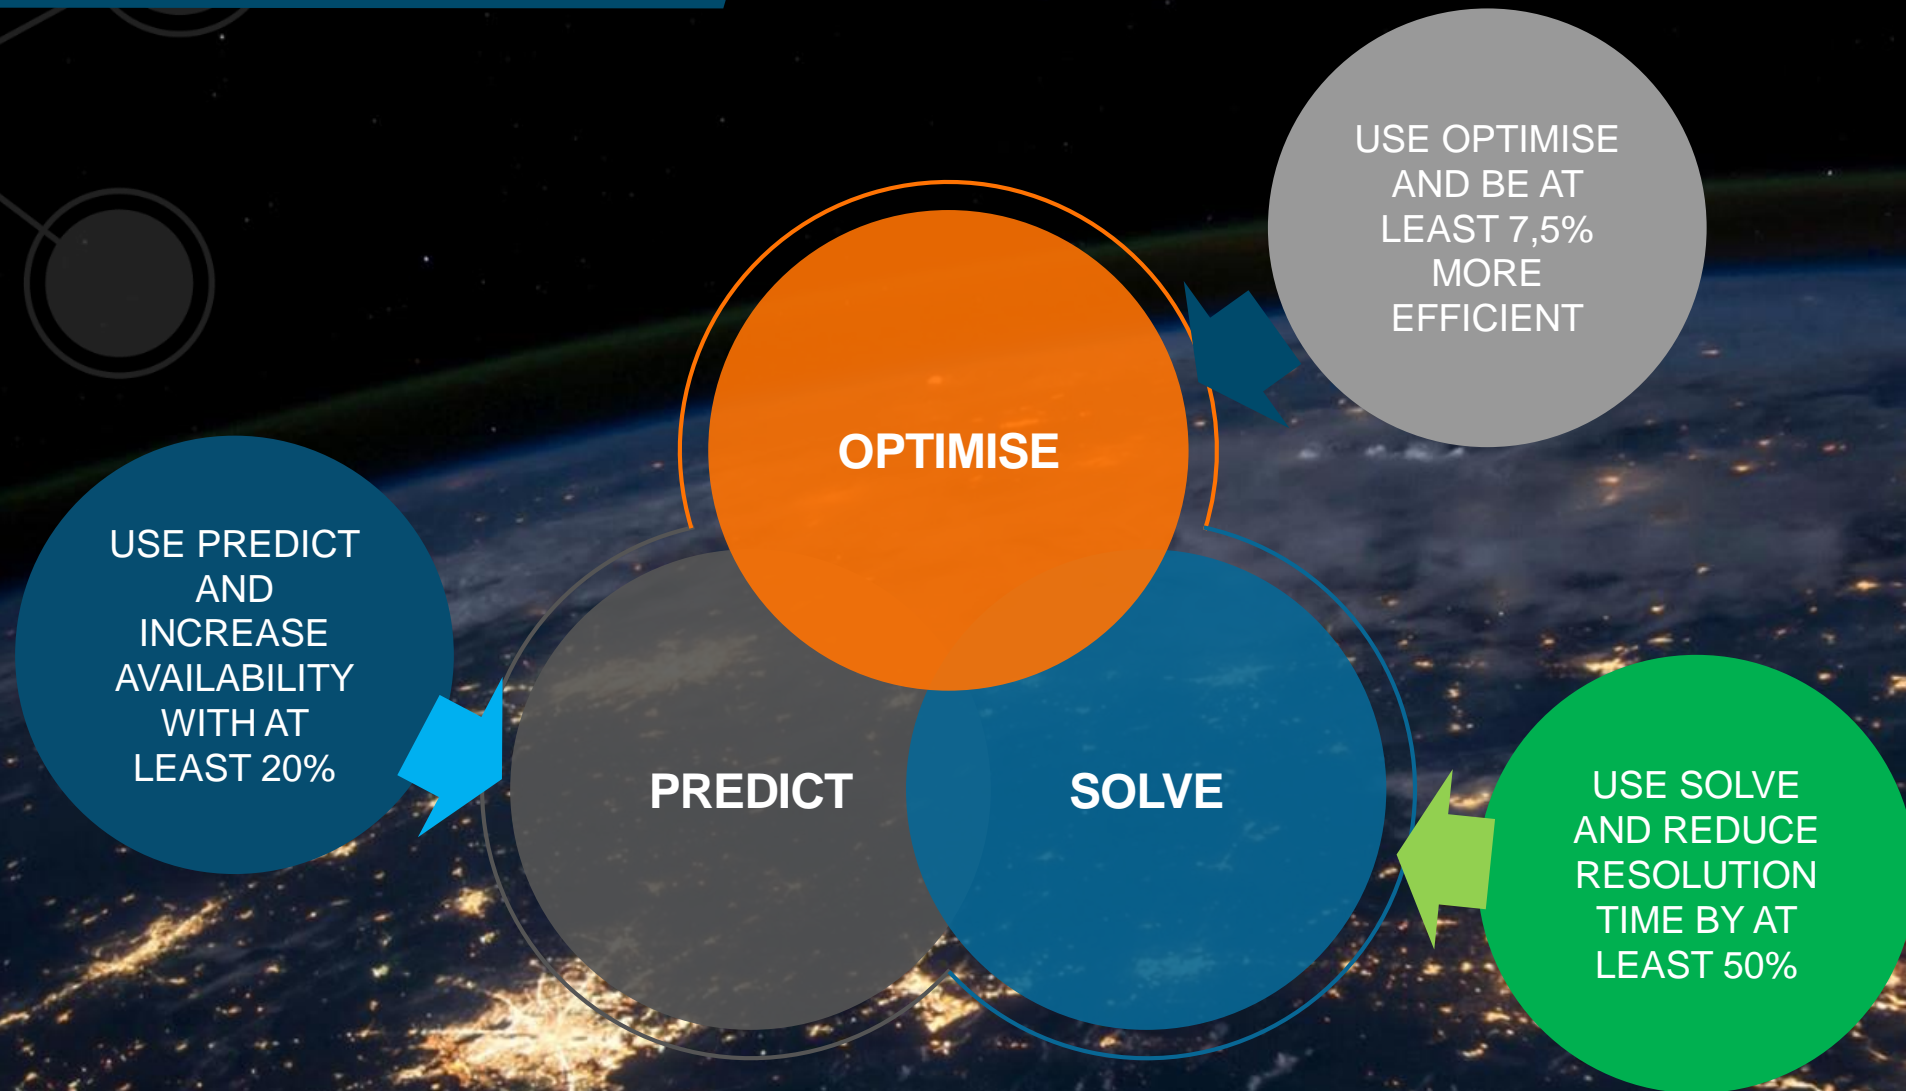 USE OPTIMISE
AND BE AT
LEAST 7,5%
MORE
EFFICIENT
OPTIMISE
USE PREDICT
AND
INCREASE
AVAILABILITY
WITH AT
LEAST 20%
PREDICT
SOLVE
USE SOLVE
AND REDUCE
RESOLUTION
TIME BY AT
LEAST 50%